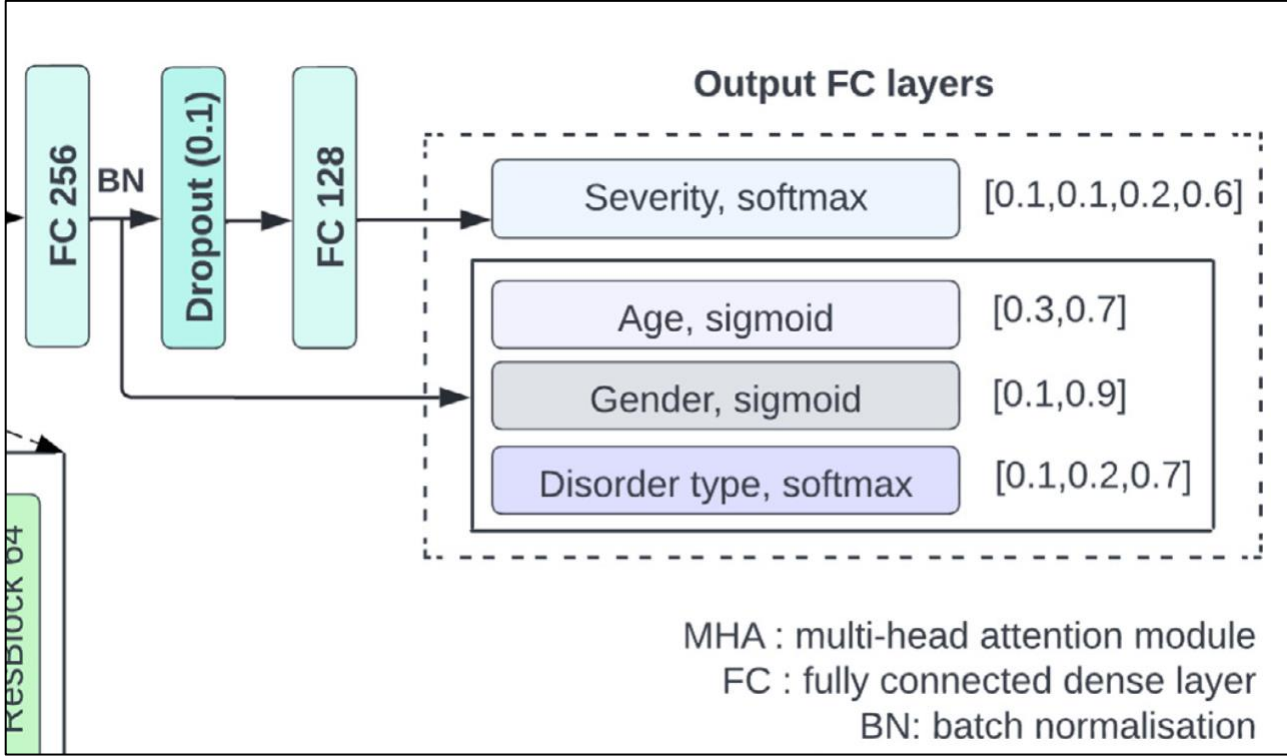 Output FC layers
FC 256
BN
Dropout (0.1)
FC 128
Severity, softmax [0.1,0.1,0.2,0.6]
Age, sigmoid [0.3,0.7]
Gender, sigmoid [0.1,0.9]
Disorder type, softmax [0.1,0.2,0.7]
ResBlock 64
MHA : multi-head attention module
FC : fully connected dense layer
BN: batch normalisation